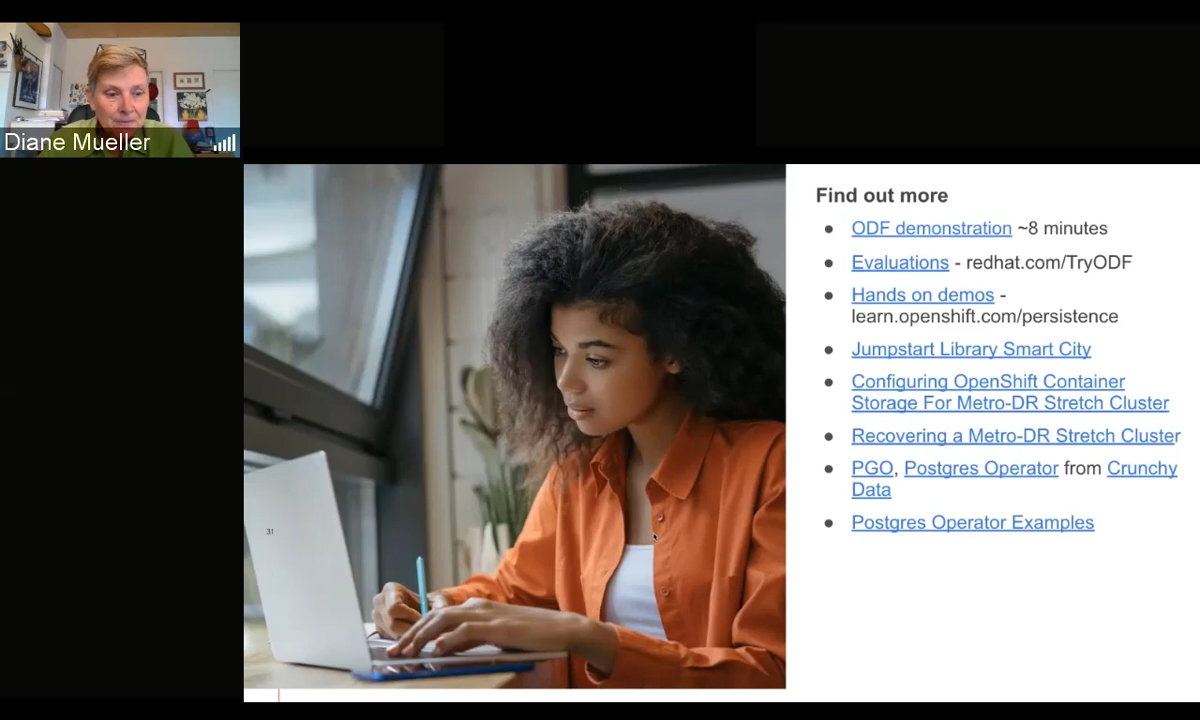 Diane Mueller
31
Find out more
ODF demonstration ~8 minutes
Evaluations - redhat.com/TryODF
Hands on demos -
learn.openshift.com/persistence
Jumpstart Library Smart City
Configuring OpenShift Container
Storage For Metro-DR Stretch Cluster
Recovering a Metro-DR Stretch Cluster
PGO, Postgres Operator from Crunchy
Data
Postgres Operator Examples